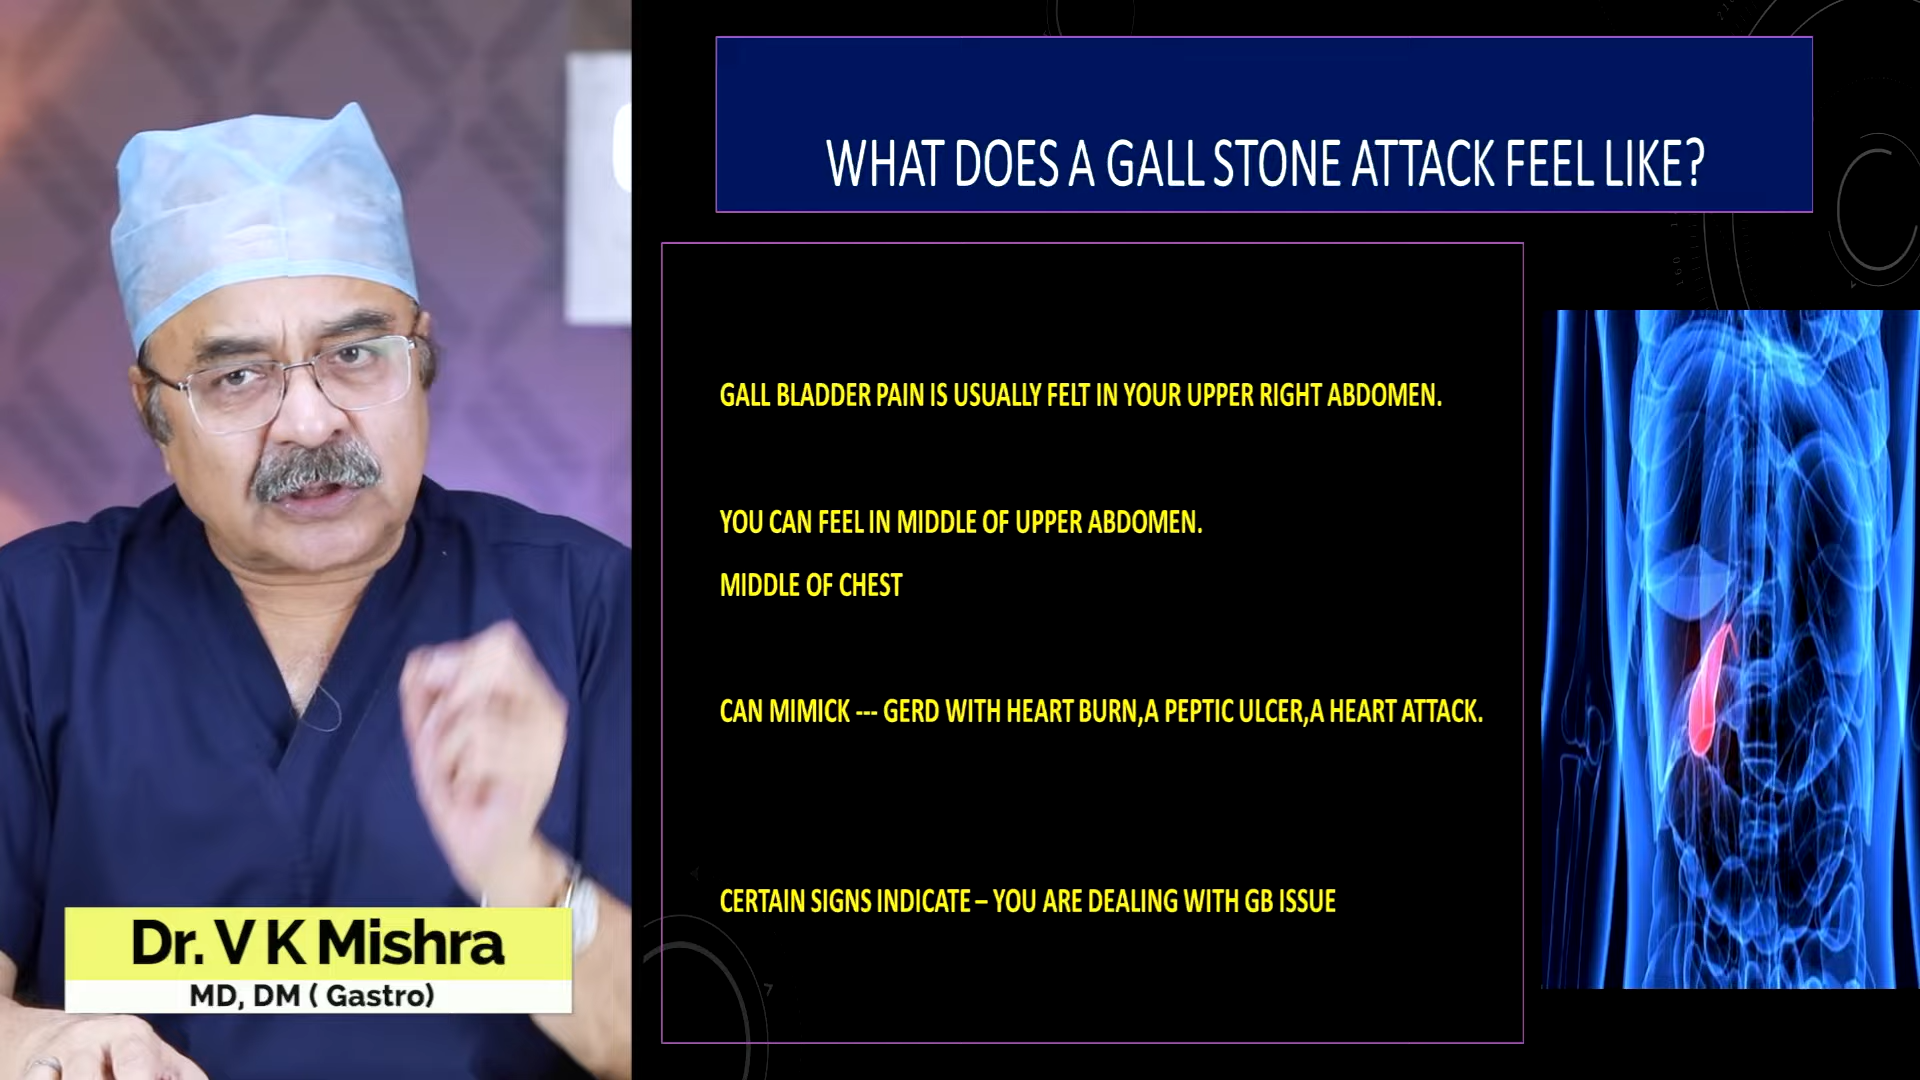 WHAT DOES A GALL STONE ATTACK FEEL LIKE?
GALL BLADDER PAIN IS USUALLY FELT IN YOUR UPPER RIGHT ABDOMEN.
YOU CAN FEEL IN MIDDLE OF UPPER ABDOMEN.
MIDDLE OF CHEST
CAN MIMICK --- GERD WITH HEART BURN,A PEPTIC ULCER,A HEART ATTACK.
CERTAIN SIGNS INDICATE – YOU ARE DEALING WITH GB ISSUE
Dr. V K Mishra
MD, DM ( Gastro)